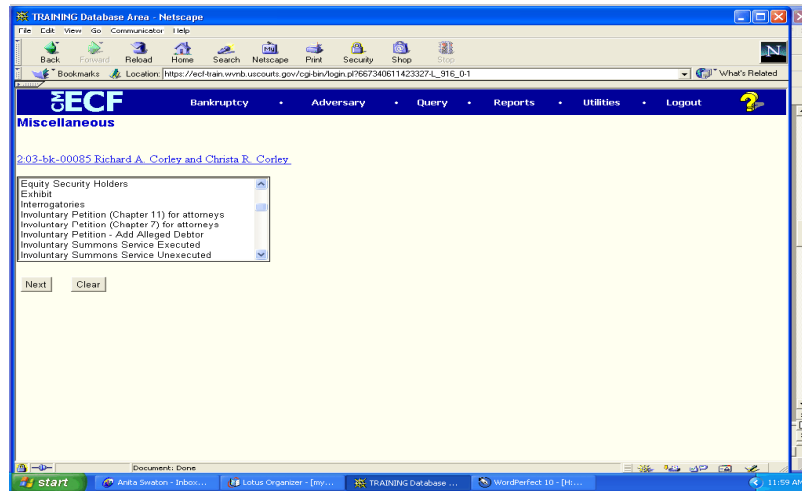 TRAINING Database Area - Netscape
File Edit View Go Communicator Help
Back Forward Reload Home Search Netscape Print Security Shop Stop
Bookmarks Location: https://ecf-train.wvnb.uscourts.gov/cgi-bin/login.pl?667340611423327-L_916_0-1 What's Related
CM ECF Bankruptcy • Adversary • Query • Reports • Utilities • Logout ?
Miscellaneous
2:03-bk-00085 Richard A. Corley and Christa R. Corley
Equity Security Holders
Exhibit
Interrogatories
Involuntary Petition (Chapter 11) for attorneys
Involuntary Petition (Chapter 7) for attorneys
Involuntary Petition - Add Alleged Debtor
Involuntary Summons Service Executed
Involuntary Summons Service Unexecuted
Next Clear
Document: Done
start Anita Swaton - Inbox... Lotus Organizer - [my... TRAINING Database ... WordPerfect 10 - [H:... 11:59 AM